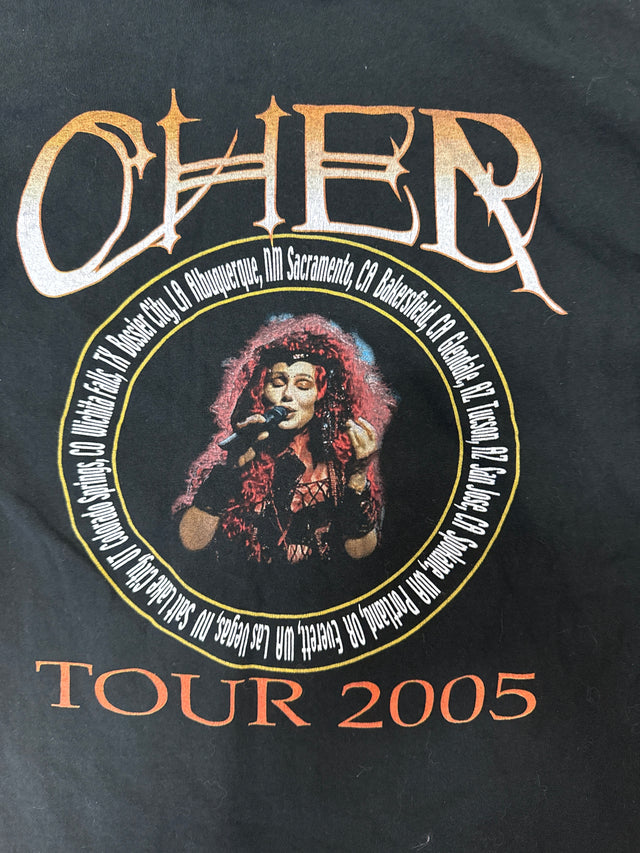 CHER
Wichita Falls, TX Bossier City, LA Albuquerque, NM Sacramento, CA Bakersfield, CA Glendale, AZ Tucson, AZ San Jose, CA Spokane, WA Portland, OR Everett, WA Las Vegas, NV Salt Lake City, UT Colorado Springs, CO
TOUR 2005